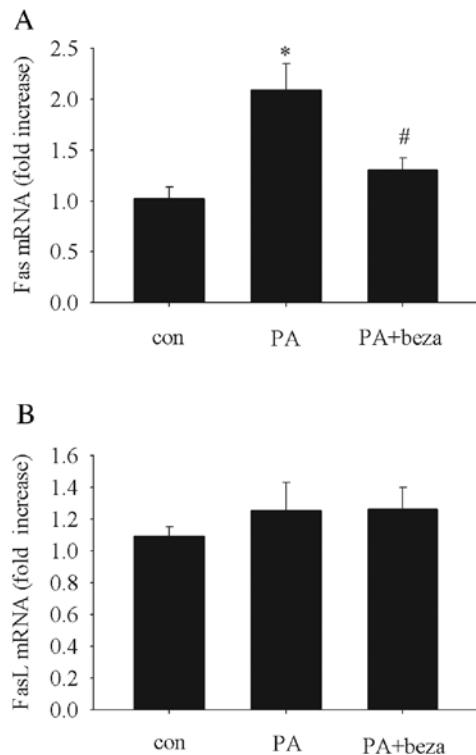 A
Fas mRNA (fold increase)
2.5
2.0
1.5
1.0
0.5
0.0
*
#
con PA PA+beza
B
FasL mRNA (fold increase)
1.6
1.4
1.2
1.0
0.8
0.6
0.4
0.2
0.0
con PA PA+beza